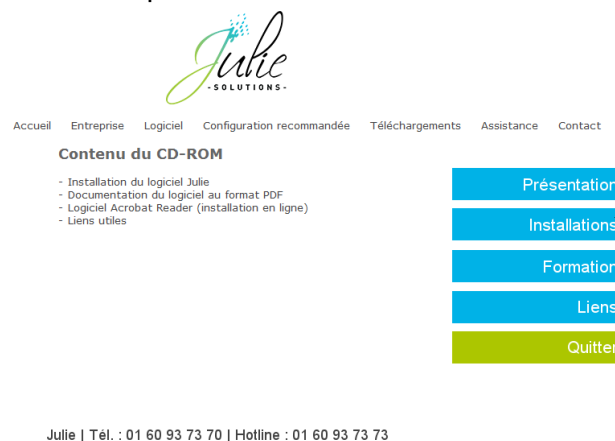 Julie
- SOLUTIONS -
Accueil Entreprise Logiciel Configuration recommandée Téléchargements Assistance Contact
Contenu du CD-ROM
- Installation du logiciel Julie
- Documentation du logiciel au format PDF
- Logiciel Acrobat Reader (installation en ligne)
- Liens utiles
Présentation
Installations
Formation
Liens
Quitter
Julie | Tél. : 01 60 93 73 70 | Hotline : 01 60 93 73 73